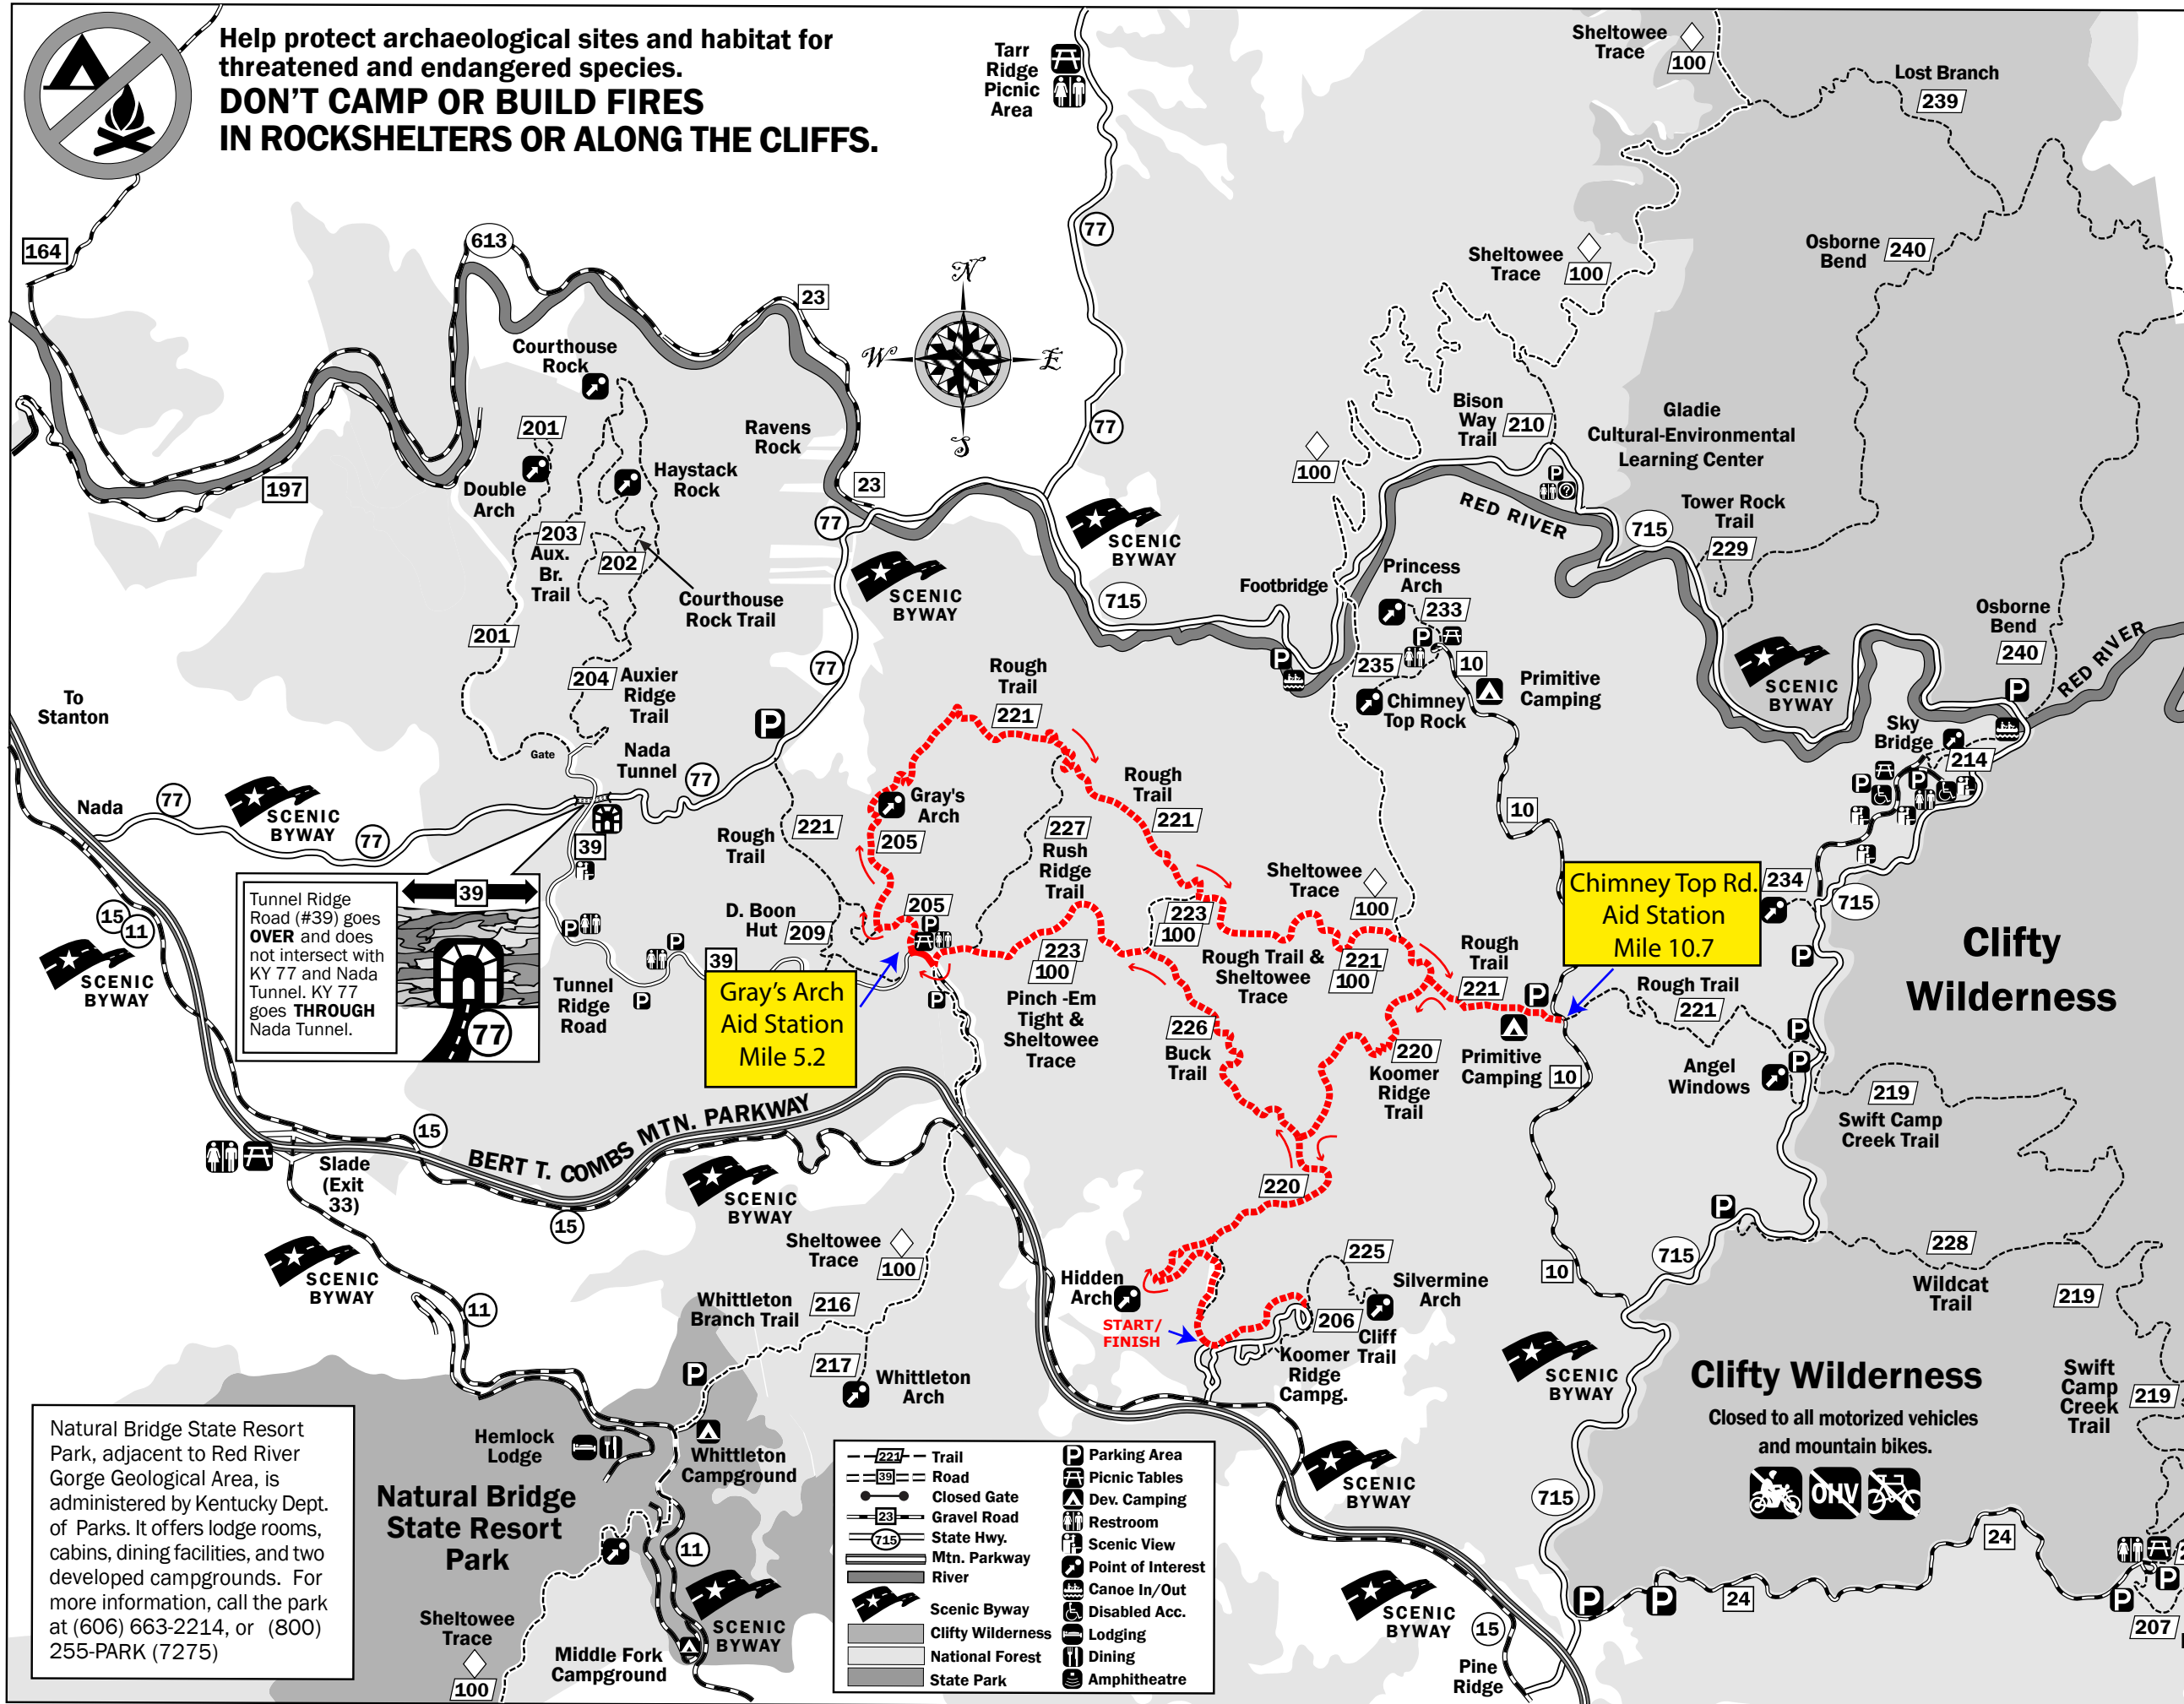 Help protect archaeological sites and habitat for
threatened and endangered species.
DON'T CAMP OR BUILD FIRES
IN ROCKSHELTERS OR ALONG THE CLIFFS.
Tarr
Ridge
Picnic
Area
Sheltowee
Trace
100
Lost Branch
239
164
613
23
77
N
W
E
S
Sheltowee
Trace
100
Osborne
Bend
240
Courthouse
Rock
201
Double
Arch
Haystack
Rock
Ravens
Rock
23
77
77
197
203
Aux.
Br.
Trail
202
Courthouse
Rock Trail
201
204
Auxier
Ridge
Trail
Gate
SCENIC
BYWAY
SCENIC
BYWAY
715
100
Bison
Way
Trail
210
Gladie
Cultural-Environmental
Learning Center
P
?
RED RIVER
715
Tower Rock
Trail
229
Footbridge
Princess
Arch
233
P
235
10
Chimney
Top Rock
Primitive
Camping
P
SCENIC
BYWAY
Osborne
Bend
240
P
RED RIVER
Sky
Bridge
214
P
P
To
Stanton
Nada
77
SCENIC
BYWAY
77
Nada
Tunnel
77
77
P
39
Rough
Trail
221
Rough
Trail
221
Gray's
Arch
205
Rough
Trail
221
227
Rush
Ridge
Trail
10
Tunnel Ridge
Road (#39) goes
OVER and does
not intersect with
KY 77 and Nada
Tunnel. KY 77
goes THROUGH
Nada Tunnel.
39
77
15
11
SCENIC
BYWAY
P
P
P
Tunnel
Ridge
Road
39
D. Boon
Hut
209
205
P
P
Gray's Arch
Aid Station
Mile 5.2
223
100
Pinch -Em
Tight &
Sheltowee
Trace
223
100
Sheltowee
Trace
100
Rough Trail &
Sheltowee
Trace
221
100
Rough
Trail
221
P
Chimney Top Rd.
Aid Station
Mile 10.7
234
715
P
Clifty
Wilderness
Rough Trail
221
P
P
Angel
Windows
226
Buck
Trail
220
Koomer
Ridge
Trail
Primitive
Camping
10
219
Swift Camp
Creek Trail
BERT T. COMBS MTN. PARKWAY
15
Slade
(Exit
33)
15
SCENIC
BYWAY
SCENIC
BYWAY
11
Sheltowee
Trace
100
Whittleton
Branch Trail
216
217
Whittleton
Arch
P
220
Hidden
Arch
START/
FINISH
225
Silvermine
Arch
206
Cliff
Trail
Koomer
Ridge
Campg.
10
715
P
228
Wildcat
Trail
219
SCENIC
BYWAY
Clifty Wilderness
Closed to all motorized vehicles
and mountain bikes.
OHV
Swift
Camp
Creek
Trail
219
Natural Bridge State Resort
Park, adjacent to Red River
Gorge Geological Area, is
administered by Kentucky Dept.
of Parks. It offers lodge rooms,
cabins, dining facilities, and two
developed campgrounds. For
more information, call the park
at (606) 663-2214, or (800)
255-PARK (7275)
Hemlock
Lodge
Whittleton
Campground
Natural Bridge
State Resort
Park
11
Sheltowee
Trace
100
Middle Fork
Campground
SCENIC
BYWAY
221 Trail
39 Road
Closed Gate
23 Gravel Road
715 State Hwy.
Mtn. Parkway
River
Scenic Byway
Clifty Wilderness
National Forest
State Park
P Parking Area
Picnic Tables
Dev. Camping
Restroom
Scenic View
Point of Interest
Canoe In/Out
Disabled Acc.
Lodging
Dining
Amphitheatre
SCENIC
BYWAY
SCENIC
BYWAY
15
Pine
Ridge
715
P
P
24
24
P
P
207